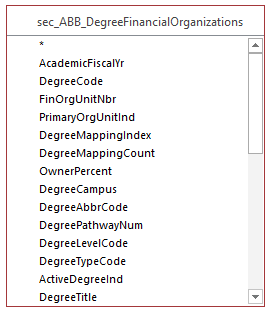 sec_ABB_DegreeFinancialOrganizations
*
AcademicFiscalYr
DegreeCode
FinOrgUnitNbr
PrimaryOrgUnitInd
DegreeMappingIndex
DegreeMappingCount
OwnerPercent
DegreeCampus
DegreeAbbrCode
DegreePathwayNum
DegreeLevelCode
DegreeTypeCode
ActiveDegreeInd
DegreeTitle